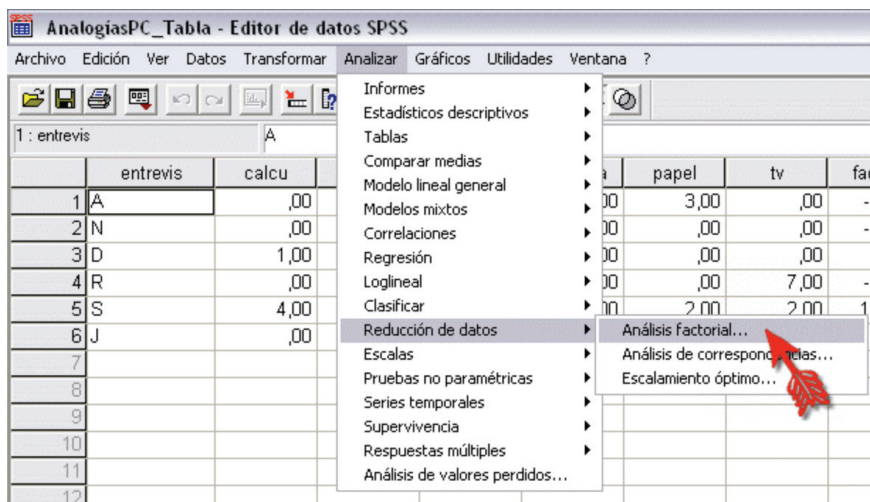 AnalogíasPC_Tabla - Editor de datos SPSS
Archivo Edición Ver Datos Transformar Analizar Gráficos Utilidades Ventana ?
1 : entrevis A
entrevis calcu papel tv
1 A ,00 3,00 ,00
2 N ,00 ,00 ,00
3 D 1,00 ,00 ,00
4 R ,00 ,00 7,00
5 S 4,00 2,00 2,00
6 J ,00
7
8
9
10
11
12
Informes
Estadísticos descriptivos
Tablas
Comparar medias
Modelo lineal general
Modelos mixtos
Correlaciones
Regresión
Loglineal
Clasificar
Reducción de datos
Escalas
Pruebas no paramétricas
Series temporales
Supervivencia
Respuestas múltiples
Análisis de valores perdidos...
Análisis factorial...
Análisis de correspondencias...
Escalamiento óptimo...